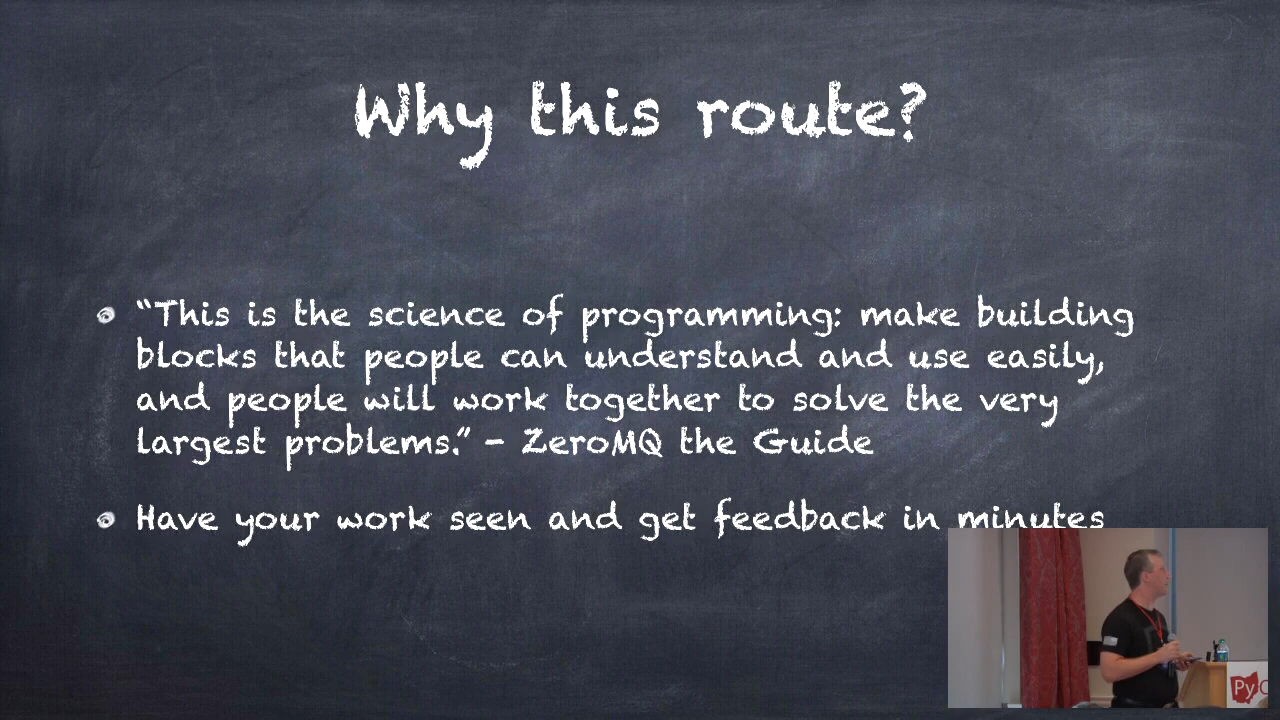 Why this route?
“This is the science of programming: make building
blocks that people can understand and use easily,
and people will work together to solve the very
largest problems.” - ZeroMQ the Guide
Have your work seen and get feedback in minutes